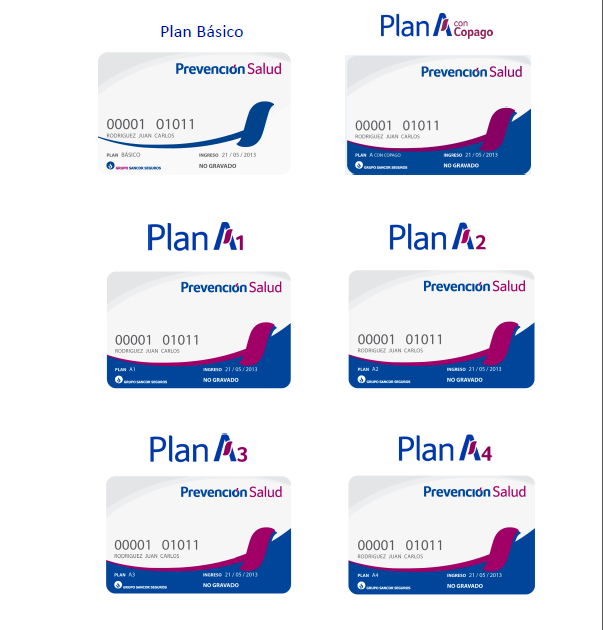 Plan Básico
Prevención Salud
00001 01011
RODRIGUEZ JUAN CARLOS
PLAN BÁSICO INGRESO 21 / 05 / 2013
GRUPO SANCOR SEGUROS NO GRAVADO
Plan A con Copago
Prevención Salud
00001 01011
RODRIGUEZ JUAN CARLOS
PLAN A CON COPAGO INGRESO 21 / 05 / 2013
GRUPO SANCOR SEGUROS NO GRAVADO
Plan A1
Prevención Salud
00001 01011
RODRIGUEZ JUAN CARLOS
PLAN A1 INGRESO 21 / 05 / 2013
GRUPO SANCOR SEGUROS NO GRAVADO
Plan A2
Prevención Salud
00001 01011
RODRIGUEZ JUAN CARLOS
PLAN A2 INGRESO 21 / 05 / 2013
GRUPO SANCOR SEGUROS NO GRAVADO
Plan A3
Prevención Salud
00001 01011
RODRIGUEZ JUAN CARLOS
PLAN A3 INGRESO 21 / 05 / 2013
GRUPO SANCOR SEGUROS NO GRAVADO
Plan A4
Prevención Salud
00001 01011
RODRIGUEZ JUAN CARLOS
PLAN A4 INGRESO 21 / 05 / 2013
GRUPO SANCOR SEGUROS NO GRAVADO